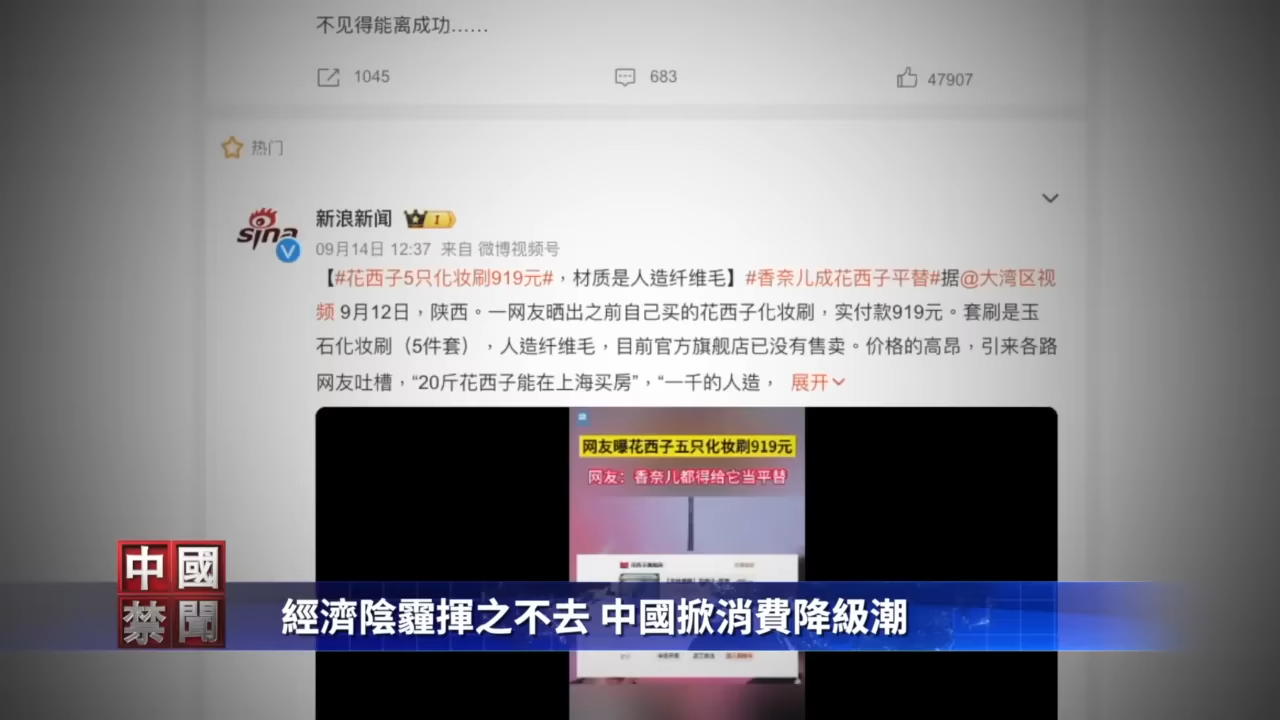 不见得能离成功......
1045
683
47907
热门
新浪新闻
sina
09月14日 12:37 来自 微博视频号
【#花西子5只化妆刷919元#，材质是人造纤维毛】#香奈儿成花西子平替#据@大湾区视
频 9月12日，陕西。一网友晒出之前自己买的花西子化妆刷，实付款919元。套刷是玉
石化妆刷（5件套），人造纤维毛，目前官方旗舰店已没有售卖。价格的高昂，引来各路
网友吐槽，“20斤花西子能在上海买房”，“一千的人造， 展开
网友曝花西子五只化妆刷919元
网友：香奈儿都得给它当平替
中國
禁聞
經濟陰霾揮之不去 中國掀消費降級潮